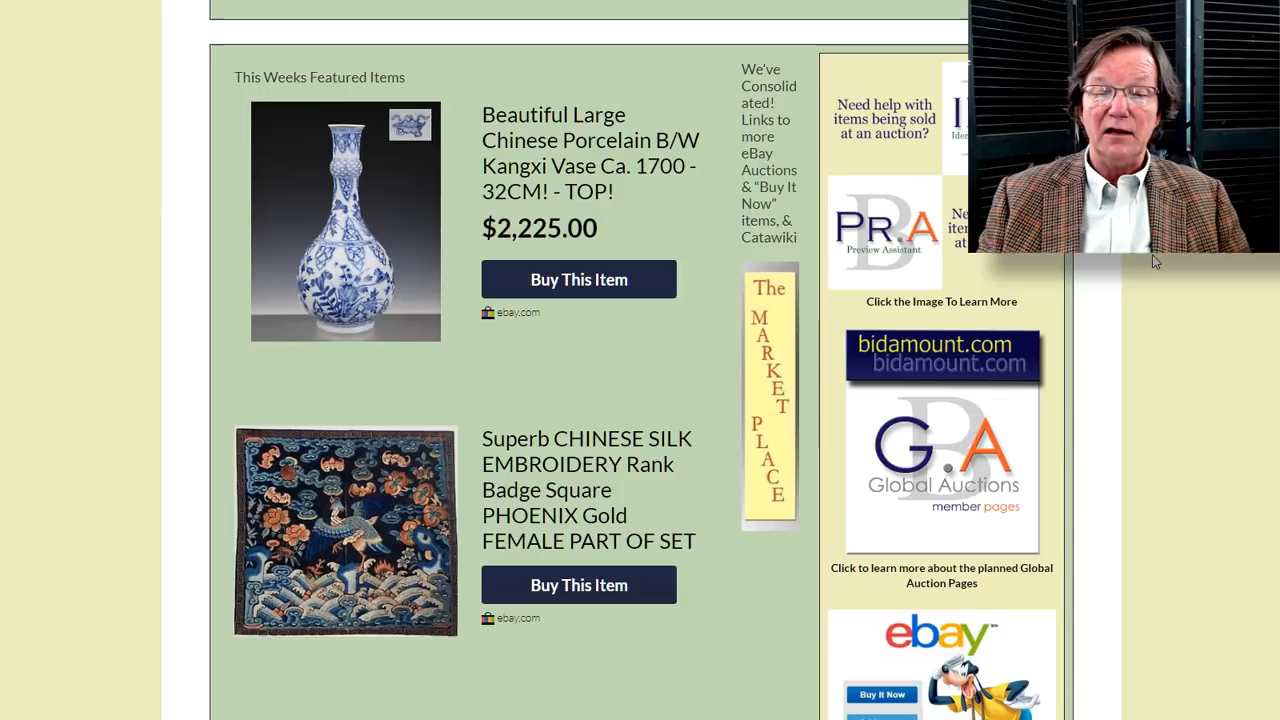 This Weeks Featured Items
Beautiful Large
Chinese Porcelain B/W
Kangxi Vase Ca. 1700 -
32CM! - TOP!
$2,225.00
Buy This Item
ebay.com
Superb CHINESE SILK
EMBROIDERY Rank
Badge Square
PHOENIX Gold
FEMALE PART OF SET
Buy This Item
ebay.com
We've
Consolid
ated!
Links to
more
eBay
Auctions
& “Buy It
Now”
items, &
Catawiki
The
MARKET
PLACE
Need help with
items being sold
at an auction?
PR.A
Preview Assistant
Click the Image To Learn More
bidamount.com
bidamount.com
G.A
Global Auctions
member pages
Click to learn more about the planned Global
Auction Pages
ebay
Buy It Now